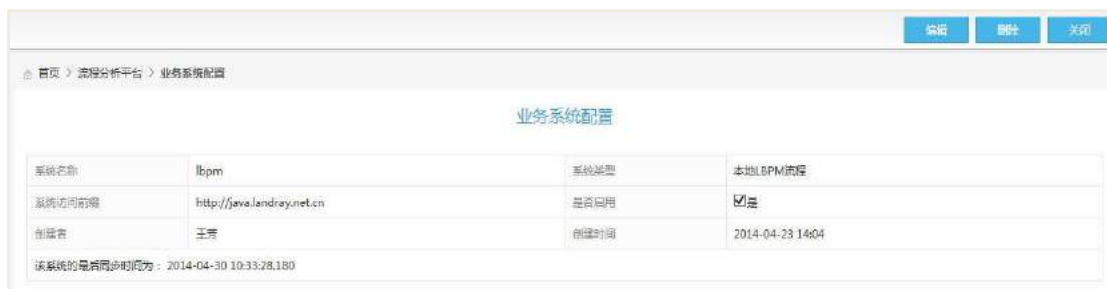 编辑 删除 关闭
首页 > 流程分析平台 > 业务系统配置
业务系统配置
系统名称 lbpm 系统类型 本地LBPM流程
系统访问前缀 http://java.landray.net.cn 是否启用 是
创建者 王芳 创建时间 2014-04-23 14:04
该系统的最后同步时间为： 2014-04-30 10:33:28.180